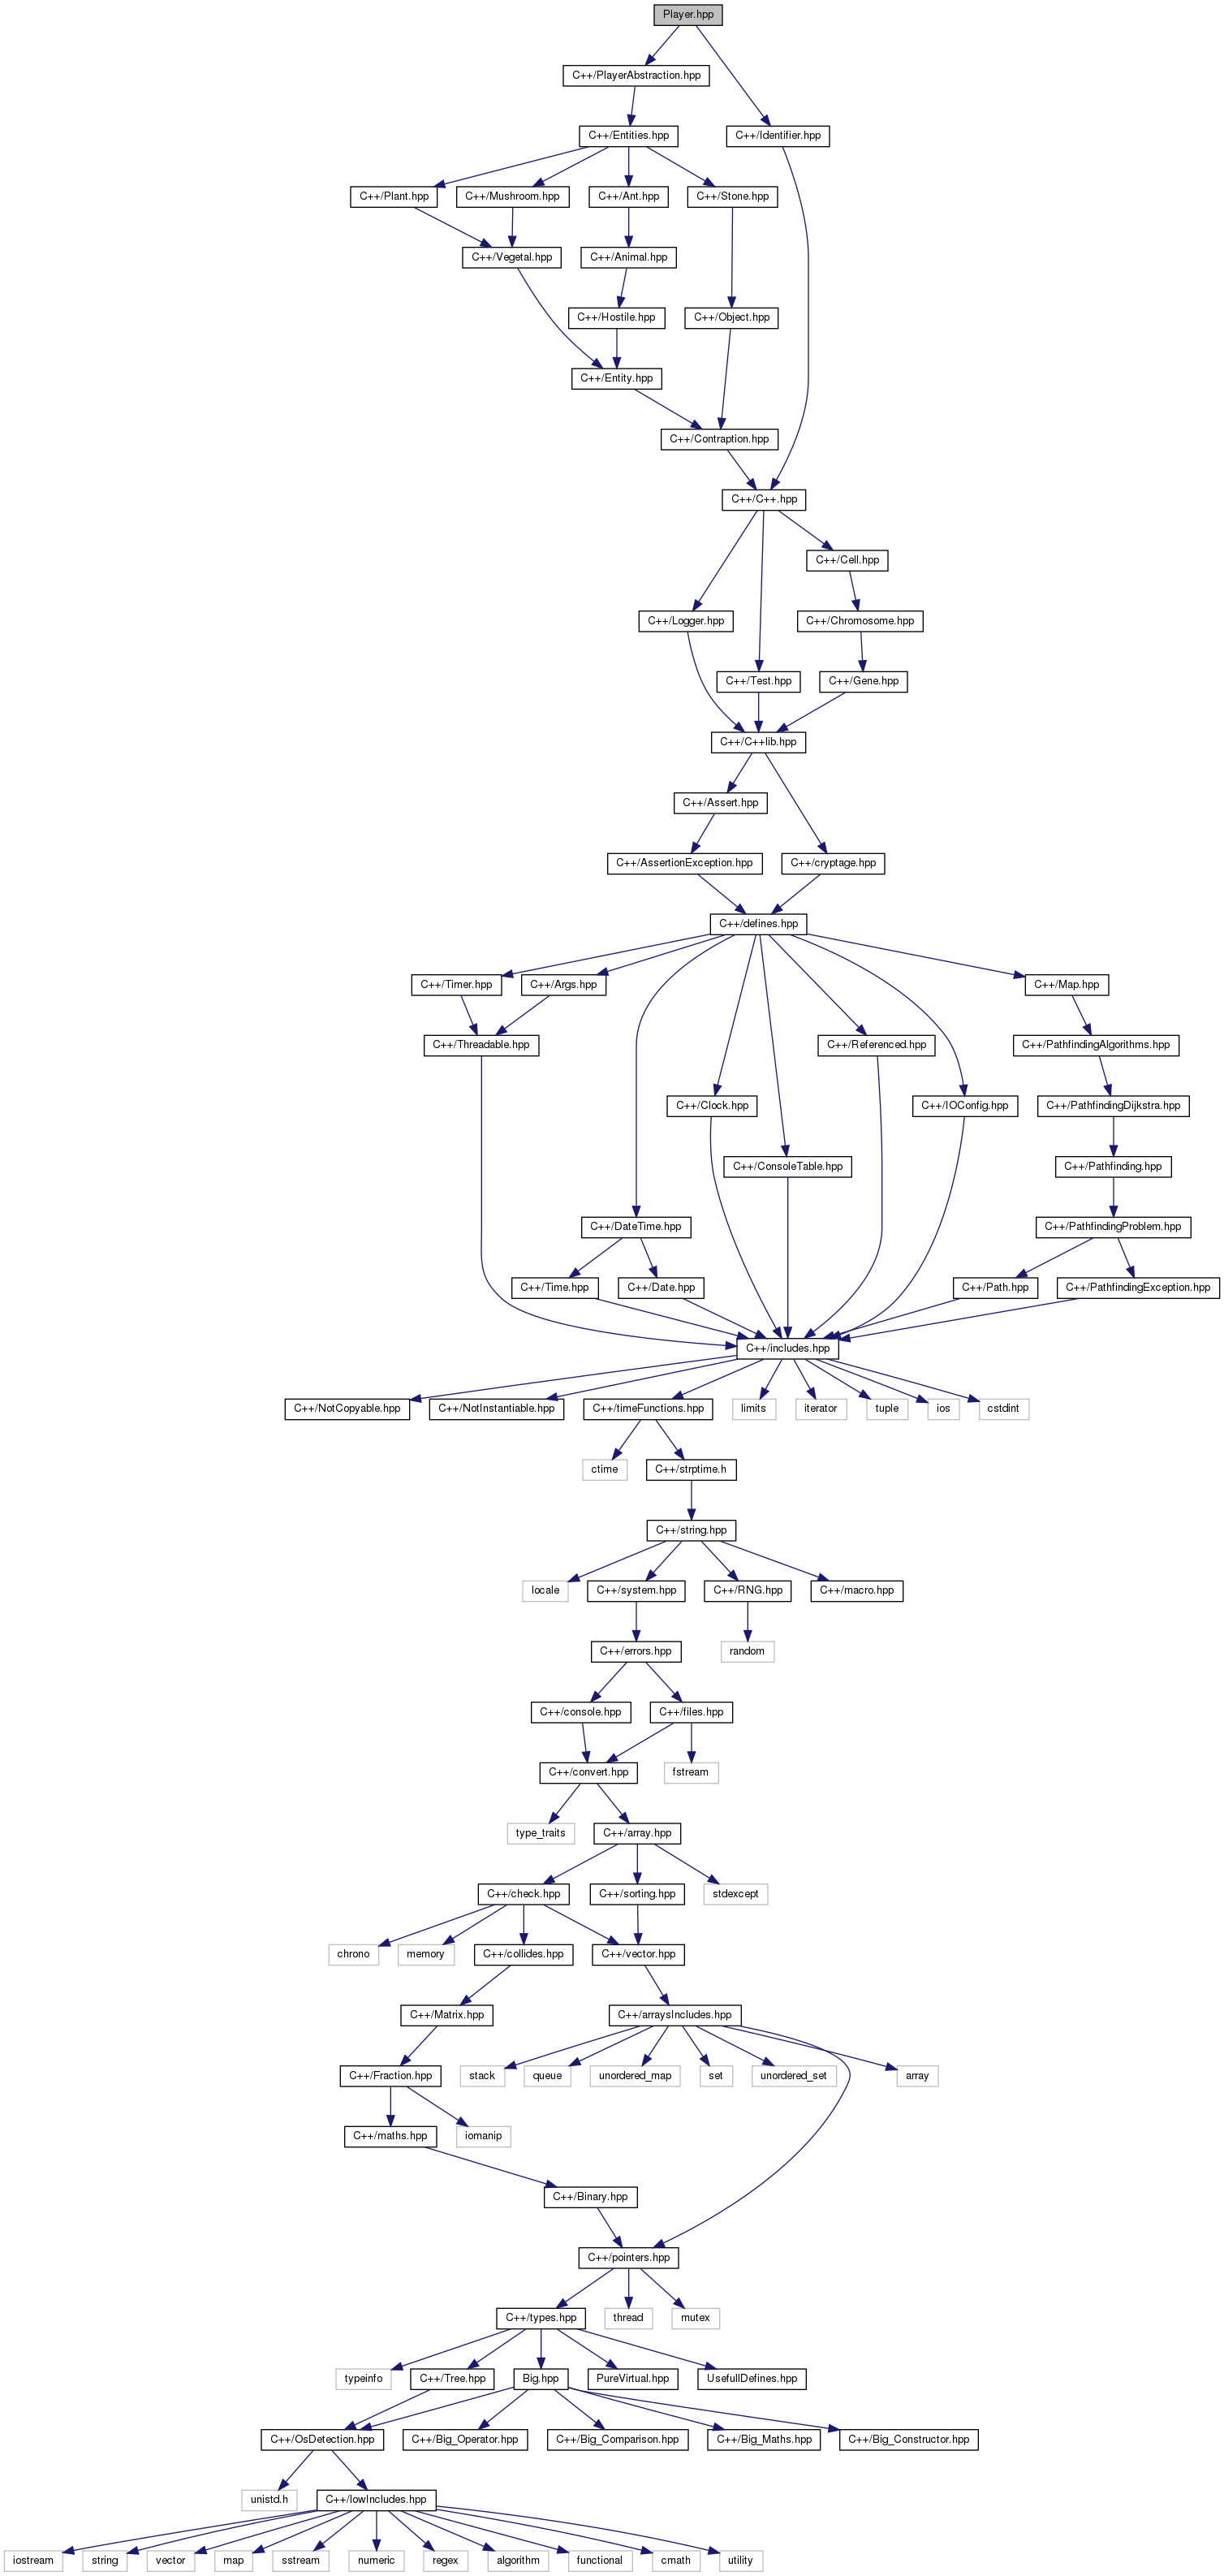 Player.hpp
C++/PlayerAbstraction.hpp
C++/Entities.hpp
C++/Identifier.hpp
C++/Plant.hpp
C++/Mushroom.hpp
C++/Ant.hpp
C++/Stone.hpp
C++/Vegetal.hpp
C++/Animal.hpp
C++/Hostile.hpp
C++/Object.hpp
C++/Entity.hpp
C++/Contraption.hpp
C++/C++.hpp
C++/Cell.hpp
C++/Logger.hpp
C++/Chromosome.hpp
C++/Test.hpp
C++/Gene.hpp
C++/C++lib.hpp
C++/Assert.hpp
C++/AssertionException.hpp
C++/cryptage.hpp
C++/defines.hpp
C++/Timer.hpp
C++/Args.hpp
C++/Map.hpp
C++/Threadable.hpp
C++/Referenced.hpp
C++/PathfindingAlgorithms.hpp
C++/Clock.hpp
C++/IOConfig.hpp
C++/PathfindingDijkstra.hpp
C++/ConsoleTable.hpp
C++/Pathfinding.hpp
C++/DateTime.hpp
C++/PathfindingProblem.hpp
C++/Time.hpp
C++/Date.hpp
C++/Path.hpp
C++/PathfindingException.hpp
C++/includes.hpp
C++/NotCopyable.hpp
C++/NotInstantiable.hpp
C++/timeFunctions.hpp
limits
iterator
tuple
ios
cstdint
ctime
C++/strptime.h
C++/string.hpp
locale
C++/system.hpp
C++/RNG.hpp
C++/macro.hpp
C++/errors.hpp
random
C++/console.hpp
C++/files.hpp
C++/convert.hpp
fstream
type_traits
C++/array.hpp
C++/check.hpp
C++/sorting.hpp
stdexcept
chrono
memory
C++/collides.hpp
C++/vector.hpp
C++/Matrix.hpp
C++/arraysIncludes.hpp
C++/Fraction.hpp
stack
queue
unordered_map
set
unordered_set
array
C++/maths.hpp
iomanip
C++/Binary.hpp
C++/pointers.hpp
C++/types.hpp
thread
mutex
typeinfo
C++/Tree.hpp
Big.hpp
PureVirtual.hpp
UsefullDefines.hpp
C++/OsDetection.hpp
C++/Big_Operator.hpp
C++/Big_Comparison.hpp
C++/Big_Maths.hpp
C++/Big_Constructor.hpp
unistd.h
C++/lowIncludes.hpp
iostream
string
vector
map
sstream
numeric
regex
algorithm
functional
cmath
utility